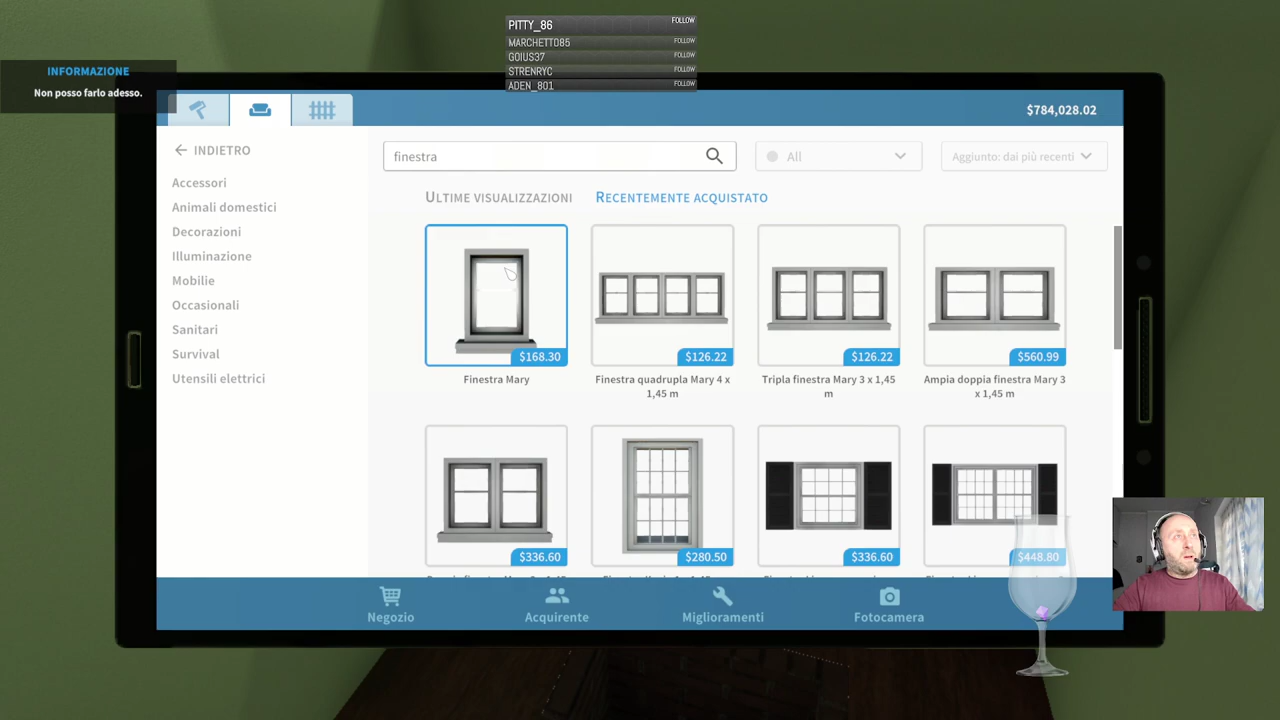 PITTY_86 FOLLOW
MARCHETTO85 FOLLOW
GOIUS37 FOLLOW
STRENRYC FOLLOW
ADEN_801 FOLLOW
INFORMAZIONE
Non posso farlo adesso.
$784,028.02
INDIETRO
finestra
All
Aggiunto: dai più recenti
Accessori
Animali domestici
Decorazioni
Illuminazione
Mobilie
Occasionali
Sanitari
Survival
Utensili elettrici
ULTIME VISUALIZZAZIONI
RECENTEMENTE ACQUISTATO
$168.30
$126.22
$126.22
$560.99
Finestra Mary
Finestra quadrupla Mary 4 x
1,45 m
Tripla finestra Mary 3 x 1,45
m
Ampia doppia finestra Mary 3
x 1,45 m
$336.60
$280.50
$336.60
$448.80
Negozio
Acquirente
Miglioramenti
Fotocamera